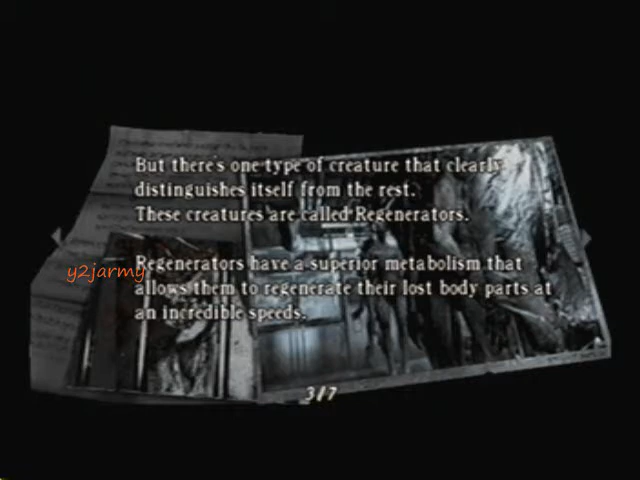 But there's one type of creature that clearly
distinguishes itself from the rest.
These creatures are called Regenerators.
Regenerators have a superior metabolism that
y2jarmy
allows them to regenerate their lost body parts at
an incredible speeds.
3/7